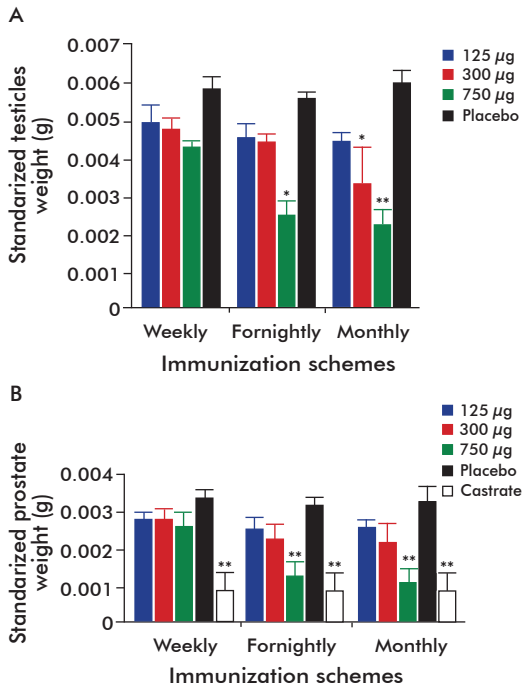 A
0.007
0.006
0.005
0.004
0.003
0.002
0.001
0
Standarized testicles
weight (g)
125 µg
300 µg
750 µg
Placebo
*
*
**
Weekly
Fornightly
Monthly
Immunization schemes
B
0.004
0.003
0.002
0.001
0
Standarized prostate
weight (g)
125 µg
300 µg
750 µg
Placebo
Castrate
**
**
**
**
**
Weekly
Fornightly
Monthly
Immunization schemes